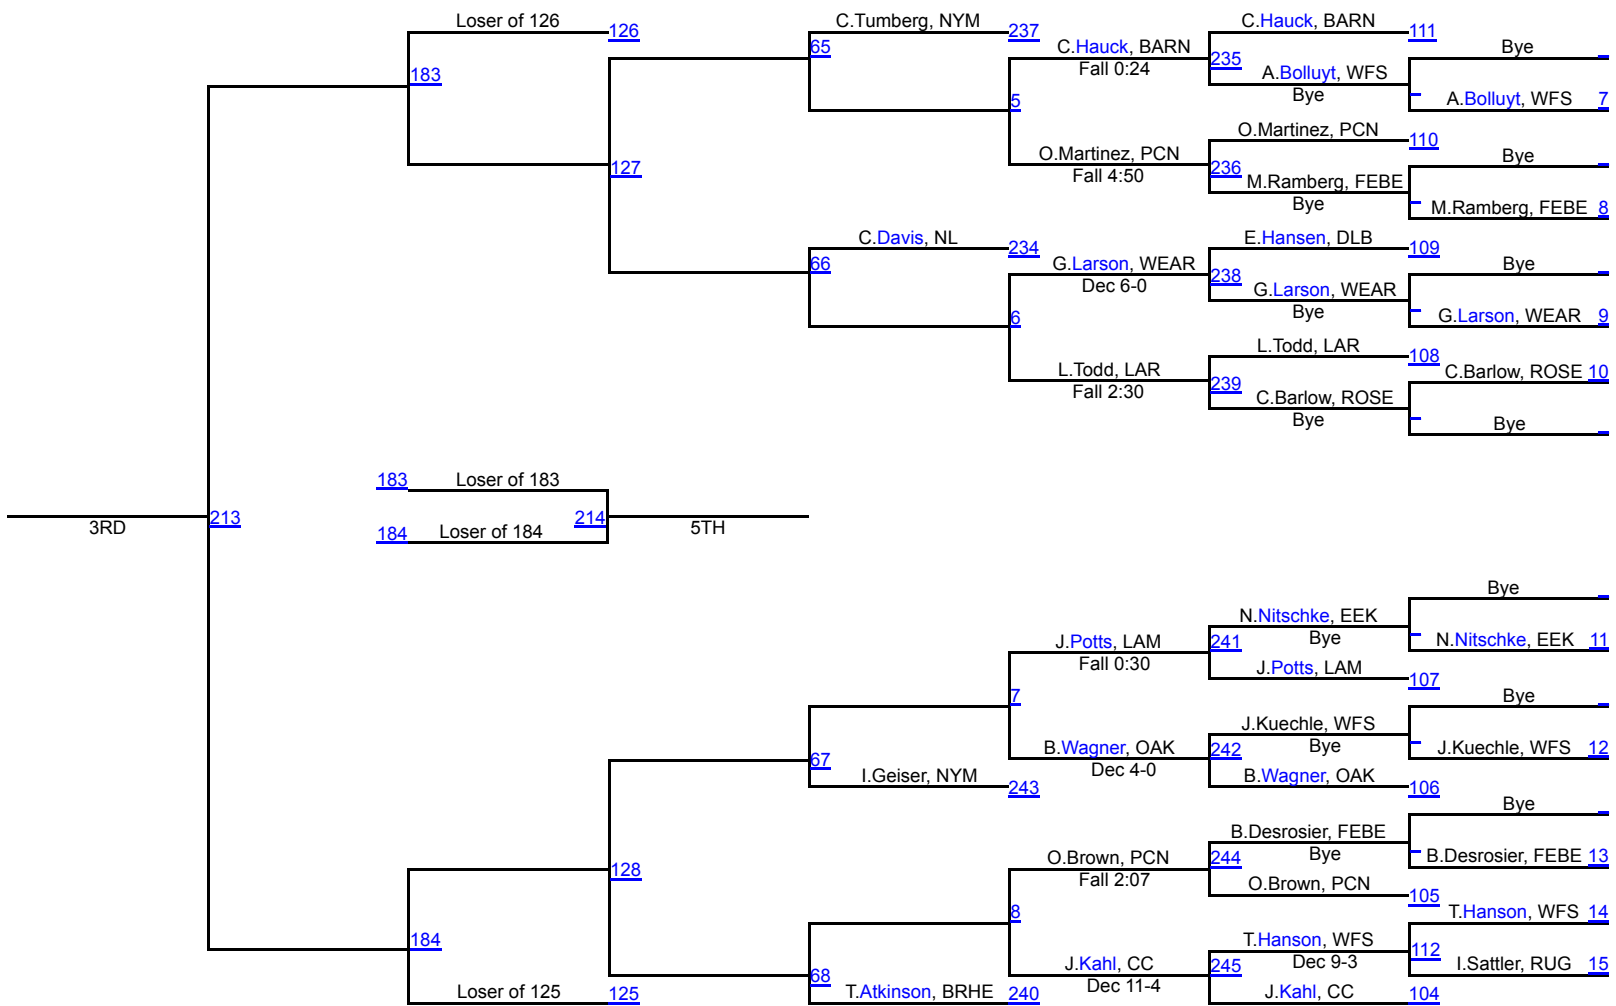 Loser of 126
126
183
127
C.Tumberg, NYM
237
65
C.Hauck, BARN
Fall 0:24
5
O.Martinez, PCN
Fall 4:50
C.Hauck, BARN
111
235
A.Bolluyt, WFS
Bye
Bye
A.Bolluyt, WFS 7
O.Martinez, PCN
110
236
M.Ramberg, FEBE
Bye
Bye
M.Ramberg, FEBE 8
C.Davis, NL
234
66
G.Larson, WEAR
Dec 6-0
6
L.Todd, LAR
Fall 2:30
E.Hansen, DLB
109
238
G.Larson, WEAR
Bye
Bye
G.Larson, WEAR 9
L.Todd, LAR
108
239
C.Barlow, ROSE
Bye
C.Barlow, ROSE 10
Bye
3RD
213
183 Loser of 183
184 Loser of 184
214
5TH
J.Potts, LAM
Fall 0:30
7
B.Wagner, OAK
Dec 4-0
67
I.Geiser, NYM
243
N.Nitschke, EEK
Bye
241
J.Potts, LAM
107
Bye
N.Nitschke, EEK 11
J.Kuechle, WFS
Bye
242
B.Wagner, OAK
106
Bye
J.Kuechle, WFS 12
128
184
Loser of 125
125
O.Brown, PCN
Fall 2:07
8
J.Kahl, CC
Dec 11-4
68
T.Atkinson, BRHE
240
B.Desrosier, FEBE
Bye
244
O.Brown, PCN
105
Bye
B.Desrosier, FEBE 13
T.Hanson, WFS
Dec 9-3
245
J.Kahl, CC
104
T.Hanson, WFS 14
112
I.Sattler, RUG 15